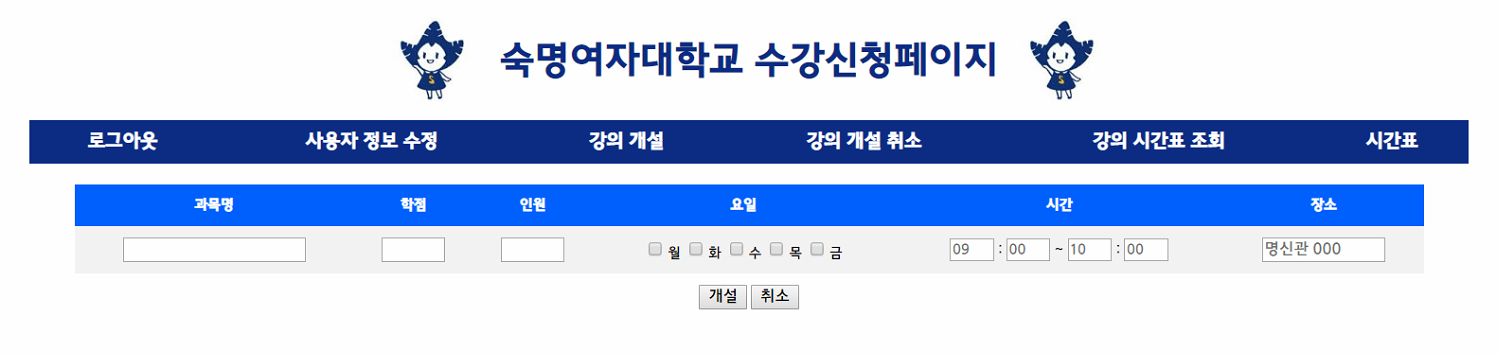 숙명여자대학교 수강신청페이지
로그아웃 사용자 정보 수정 강의 개설 강의 개설 취소 강의 시간표 조회 시간표
과목명 학점 인원 요일 시간 장소
월 화 수 목 금 09 : 00 ~ 10 : 00 명신관 000
개설 취소